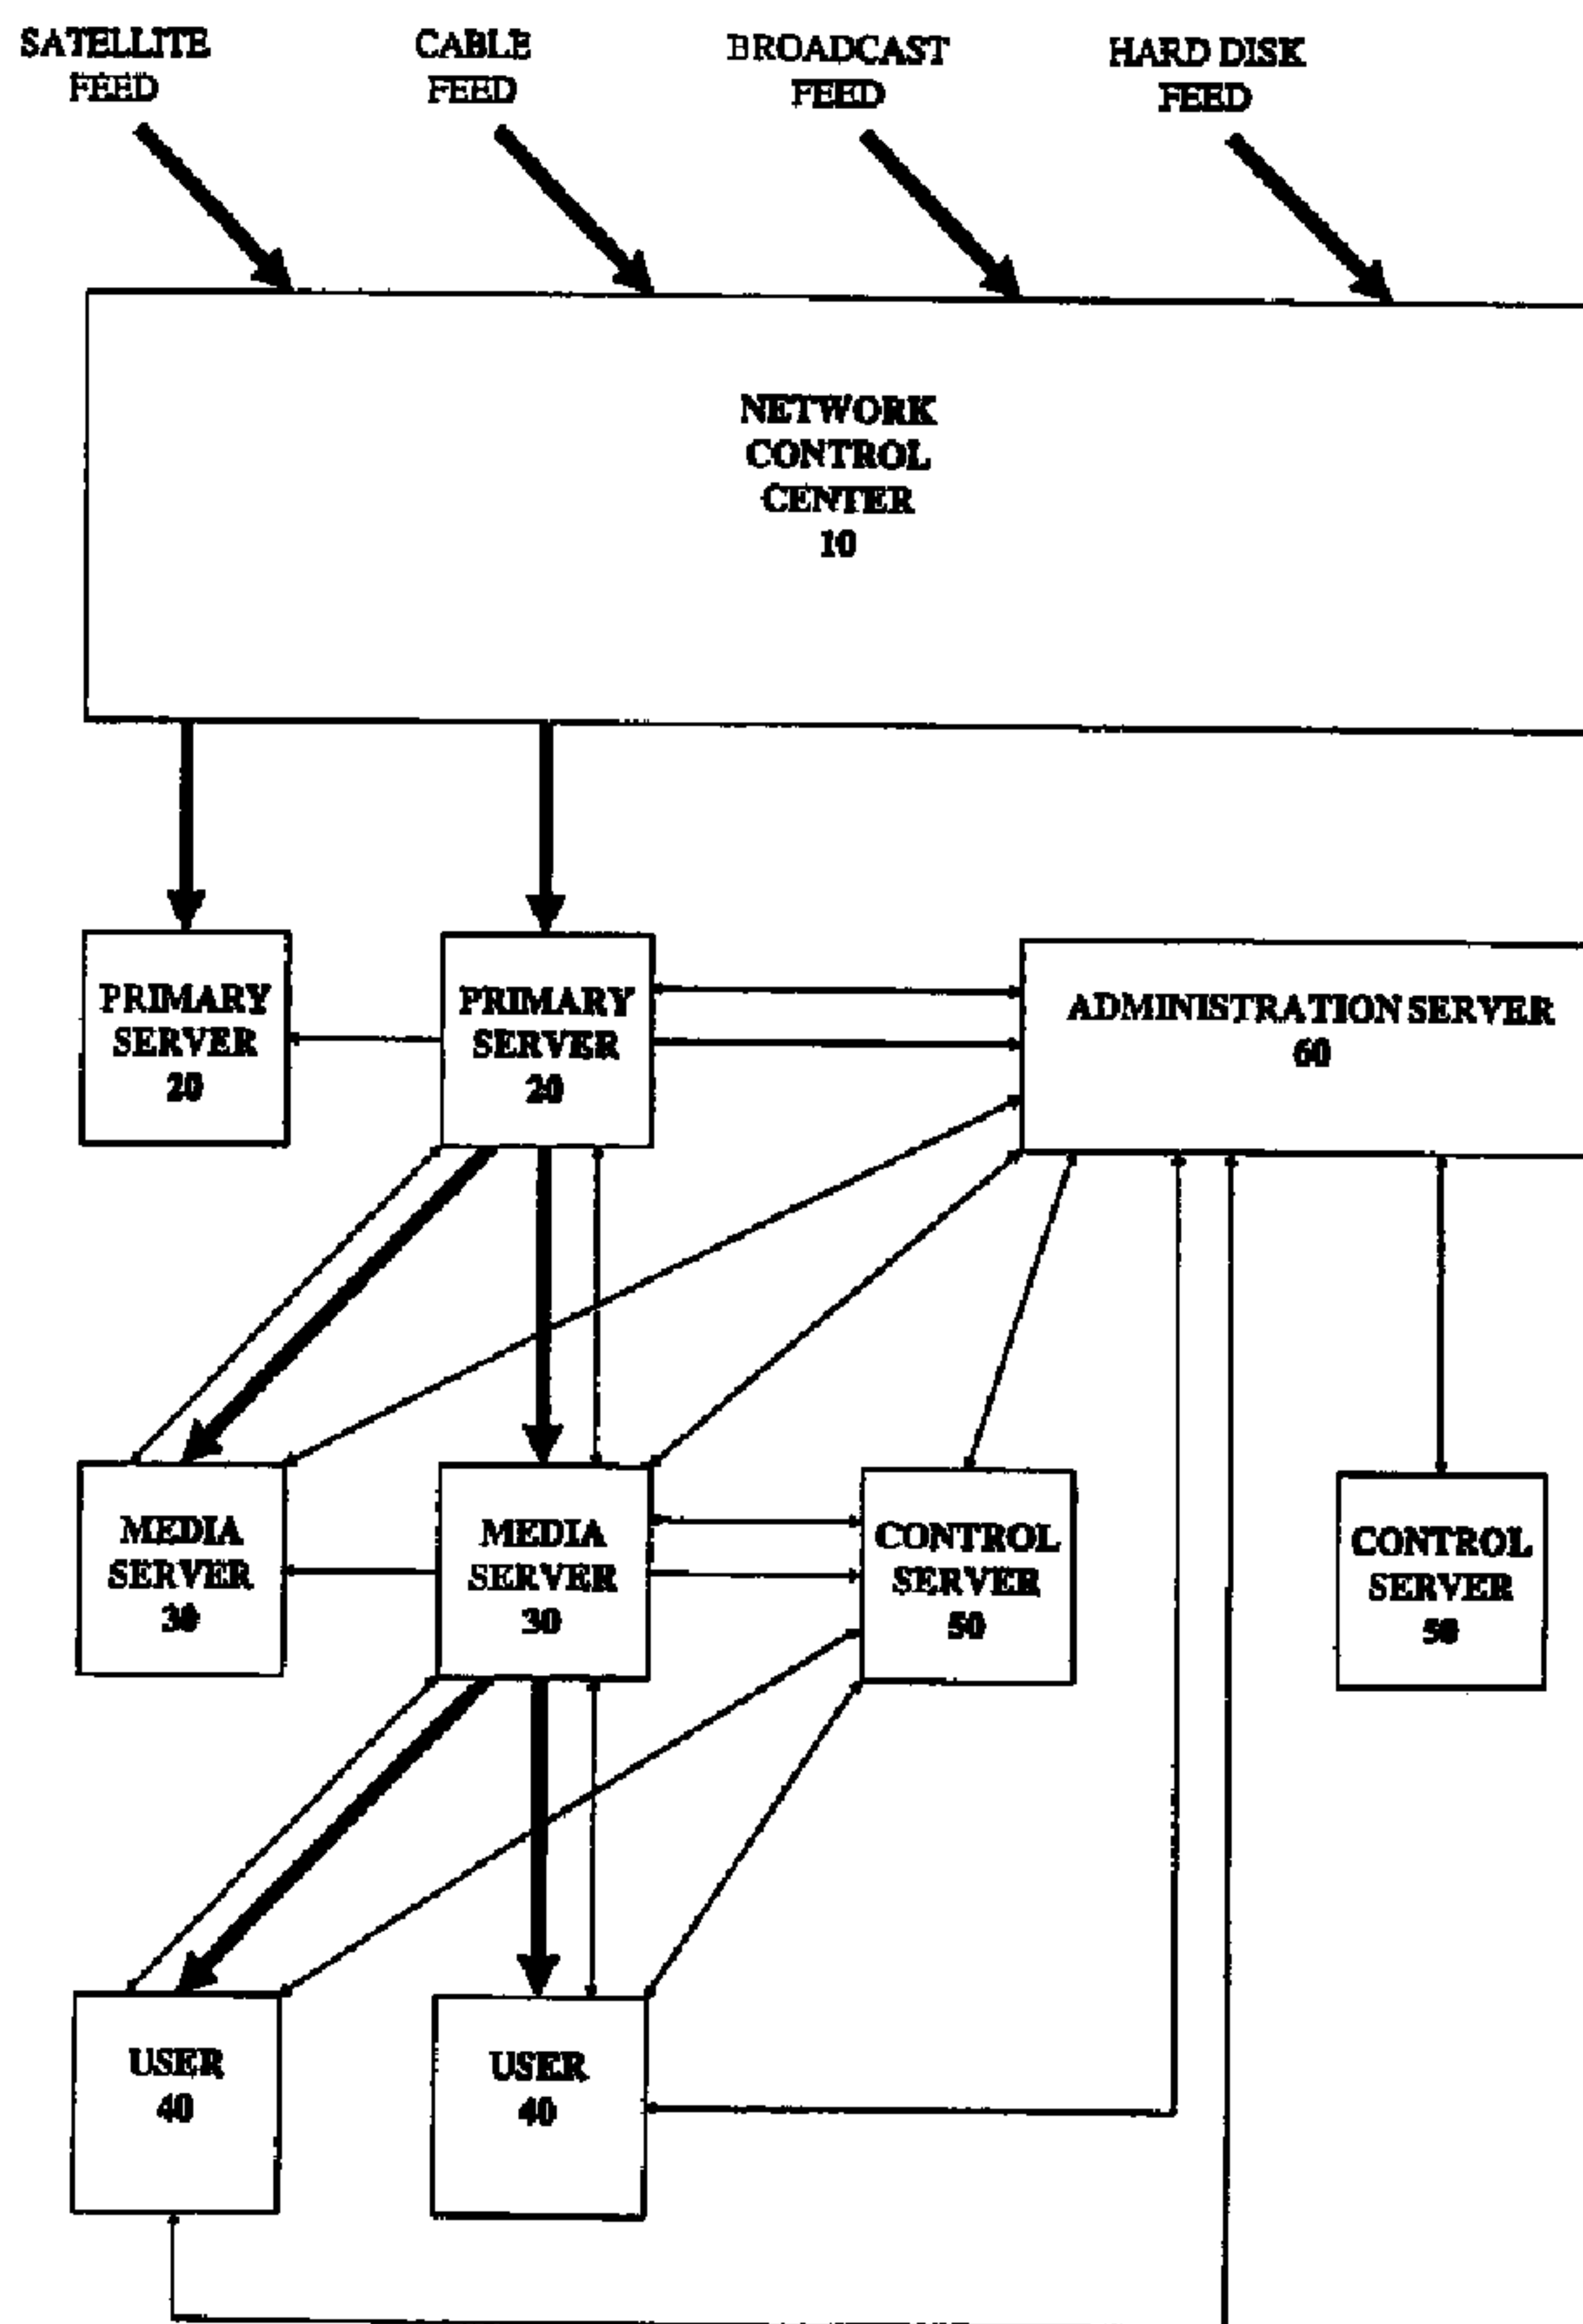 SATELLITE
FEED
CABLE
FEED
BROADCAST
FEED
HARD DISK
FEED
NETWORK
CONTROL
CENTER
10
PRIMARY
SERVER
20
PRIMARY
SERVER
20
ADMINISTRATION SERVER
60
MEDIA
SERVER
30
MEDIA
SERVER
30
CONTROL
SERVER
50
CONTROL
SERVER
50
USER
40
USER
40